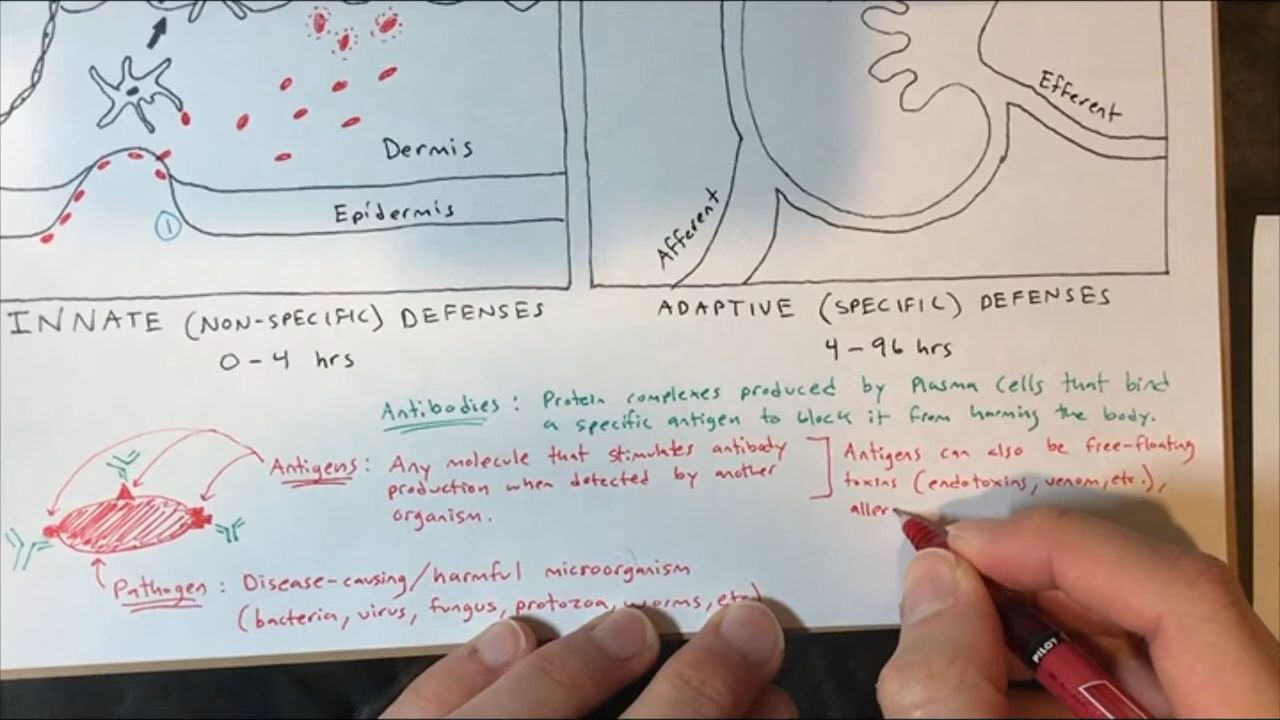 Dermis
Epidermis
1
Efferent
Afferent
INNATE (NON-SPECIFIC) DEFENSES
0-4 hrs
ADAPTIVE (SPECIFIC) DEFENSES
4-96 hrs
Antibodies: Protein complexes produced by Plasma Cells that bind
a specific antigen to block it from harming the body.
Antigens: Any molecule that stimulates antibody
production when detected by another
organism.
Antigens can also be free-floating
toxins (endotoxins, venom, etc.),
aller
Pathogen: Disease-causing/harmful microorganism
(bacteria, virus, fungus, protozoa, worms, etc.)
PILOT